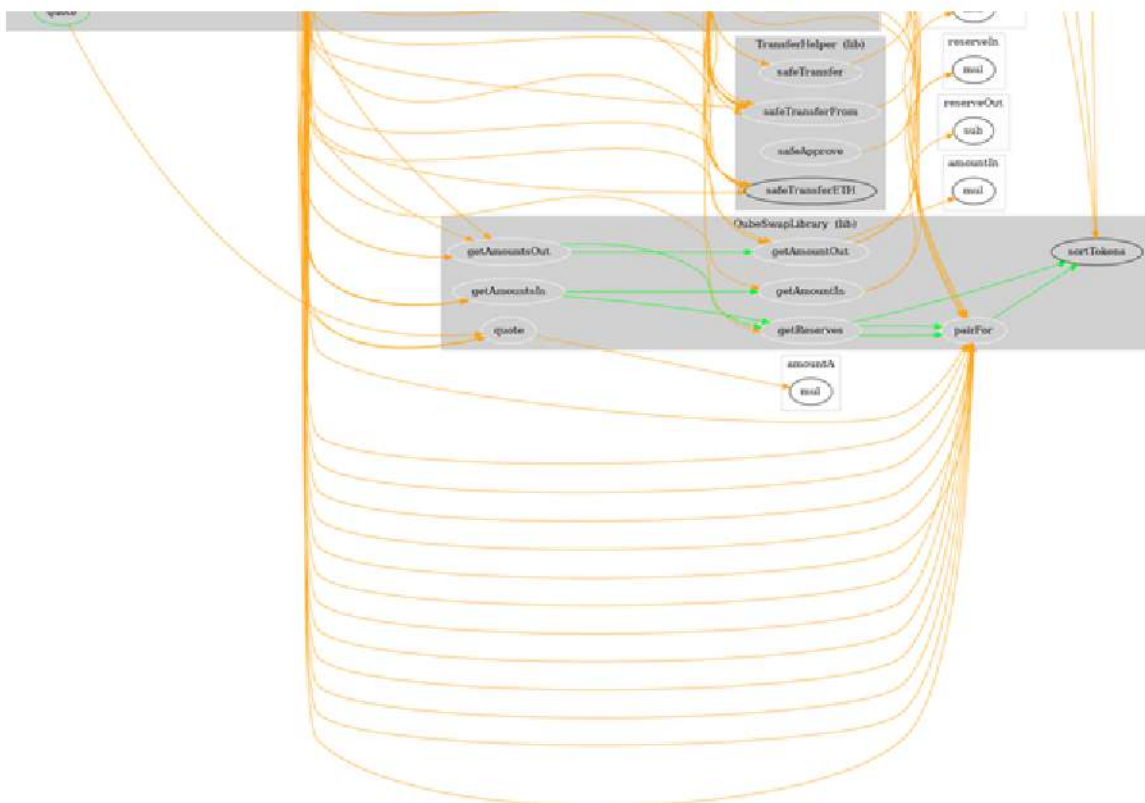 quote
TransferHelper (lib)
safeTransfer
safeTransferFrom
safeApprove
safeTransferETH
reserveIn
mul
reserveOut
sub
amountIn
mul
QubeSwapLibrary (lib)
getAmountsOut
getAmountOut
sortTokens
getAmountsIn
getAmountIn
quote
getReserves
pairFor
amountA
mul